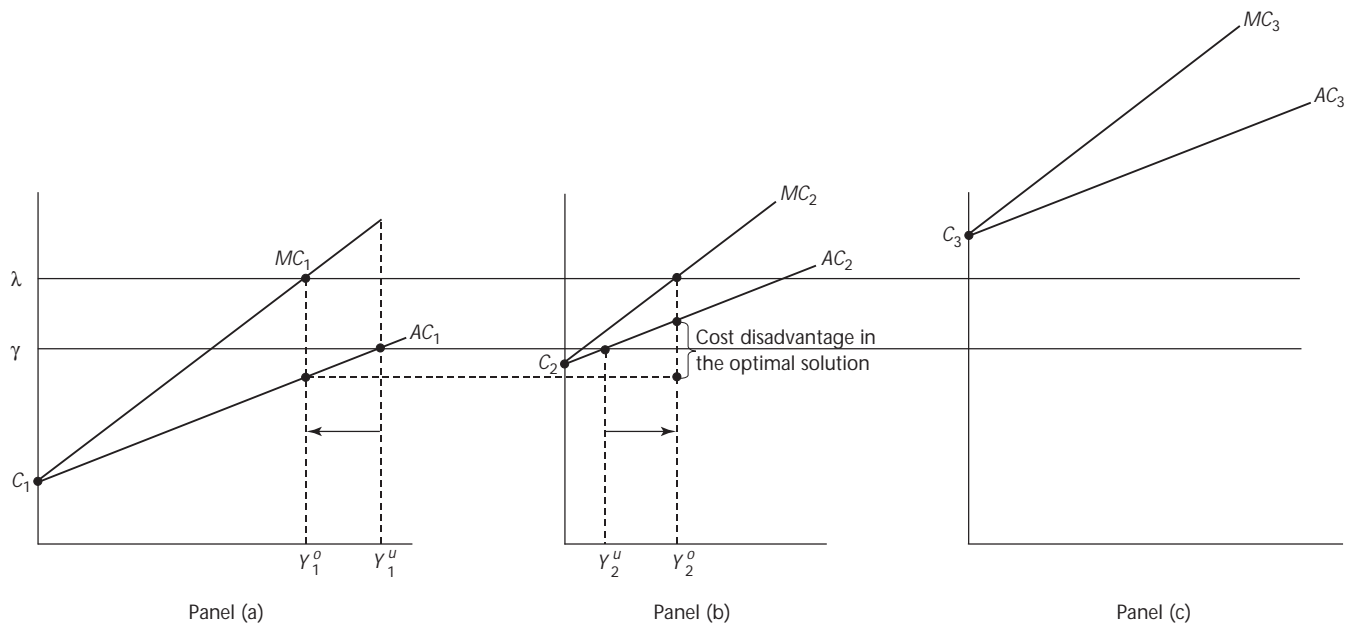 MC₃
AC₃
MC₂
C₃
MC₁
AC₂
λ
AC₁
Cost disadvantage in
the optimal solution
γ
C₂
C₁
Y₁ᵒ
Y₁ᵘ
Y₂ᵘ
Y₂ᵒ
Panel (a)
Panel (b)
Panel (c)